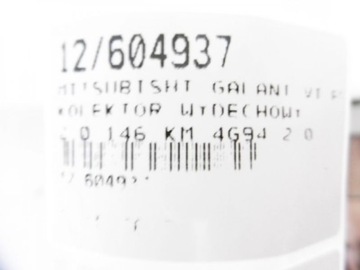 12/604937
MITSUBISHI GALANT VI
KOLEKTOR WYDECHOWY
2.0 146 KM 4G94 2.0